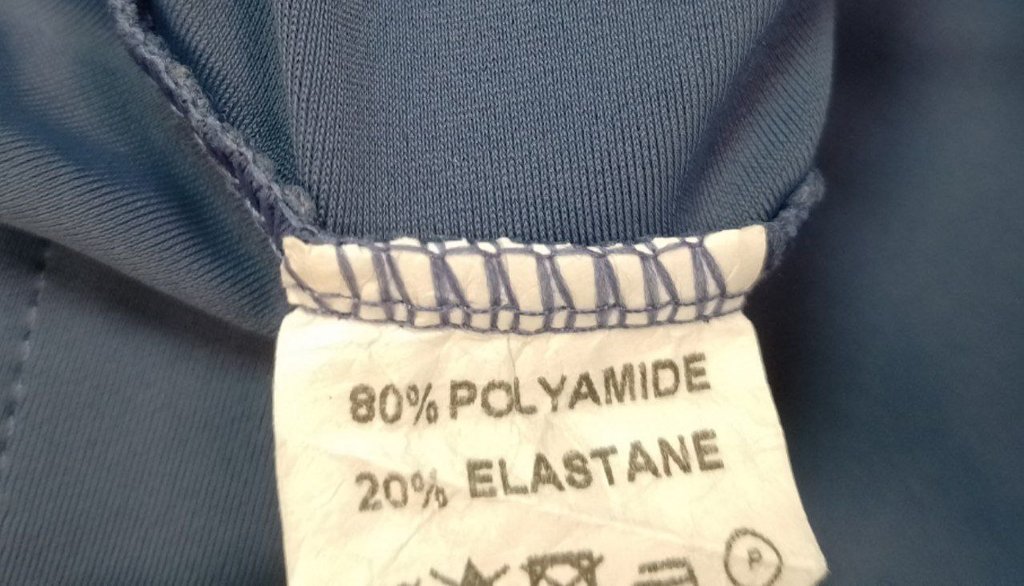 80% POLYAMIDE
20% ELASTANE
P